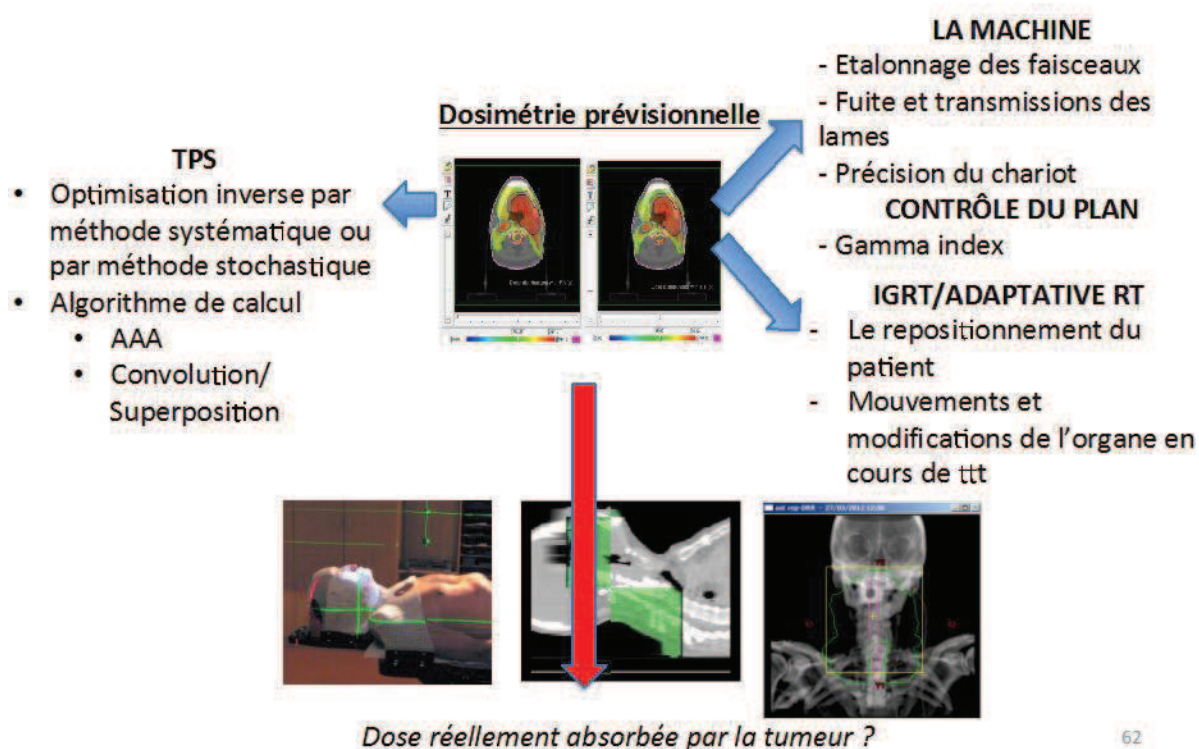 LA MACHINE
- Etalonnage des faisceaux
- Fuite et transmissions des
lames
- Précision du chariot
CONTRÔLE DU PLAN
- Gamma index
IGRT/ADAPTATIVE RT
- Le repositionnement du
patient
- Mouvements et
modifications de l'organe en
cours de ttt
Dosimétrie prévisionnelle
TPS
• Optimisation inverse par
méthode systématique ou
par méthode stochastique
• Algorithme de calcul
• AAA
• Convolution/
Superposition
Dose réellement absorbée par la tumeur ?
62